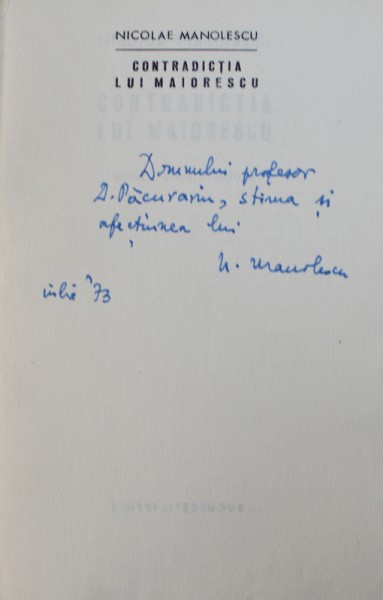 NICOLAE MANOLESCU
CONTRADICȚIA
LUI MAIORESCU
Domnului profesor
D. Păcurariu, stima și
afecțiunea lui
N. Manolescu
iulie '73